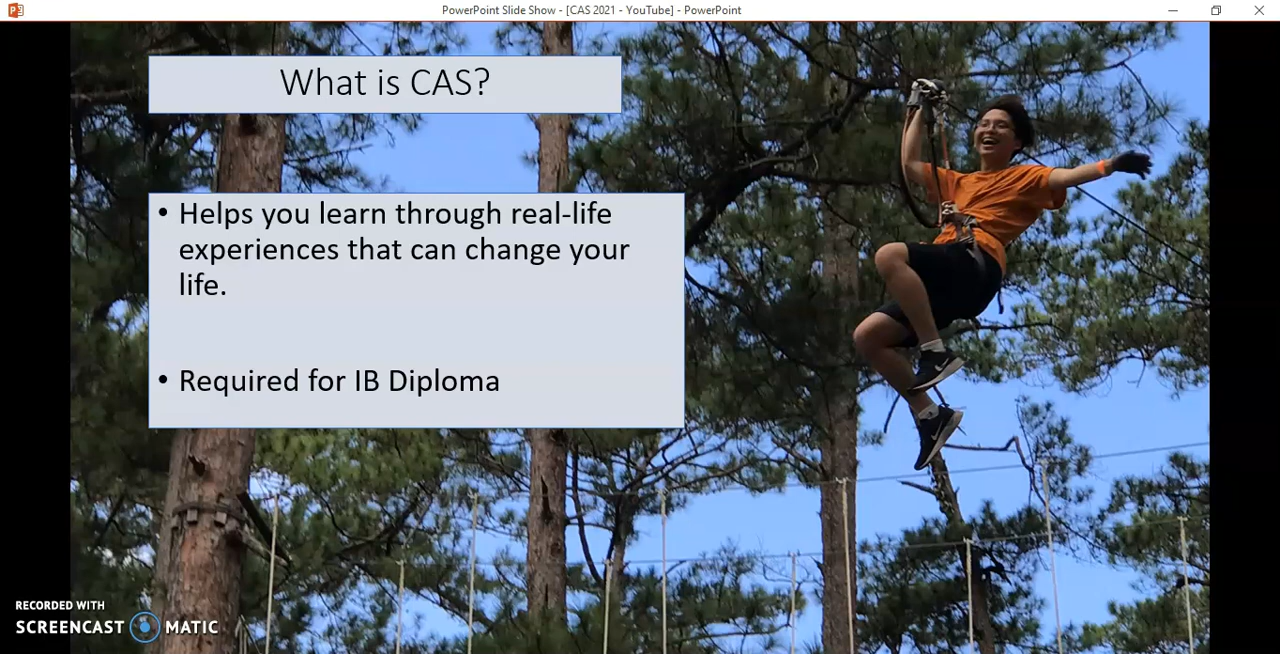 PowerPoint Slide Show - [CAS 2021 - YouTube] - PowerPoint
What is CAS?
• Helps you learn through real-life
experiences that can change your
life.
• Required for IB Diploma
RECORDED WITH
SCREENCAST MATIC